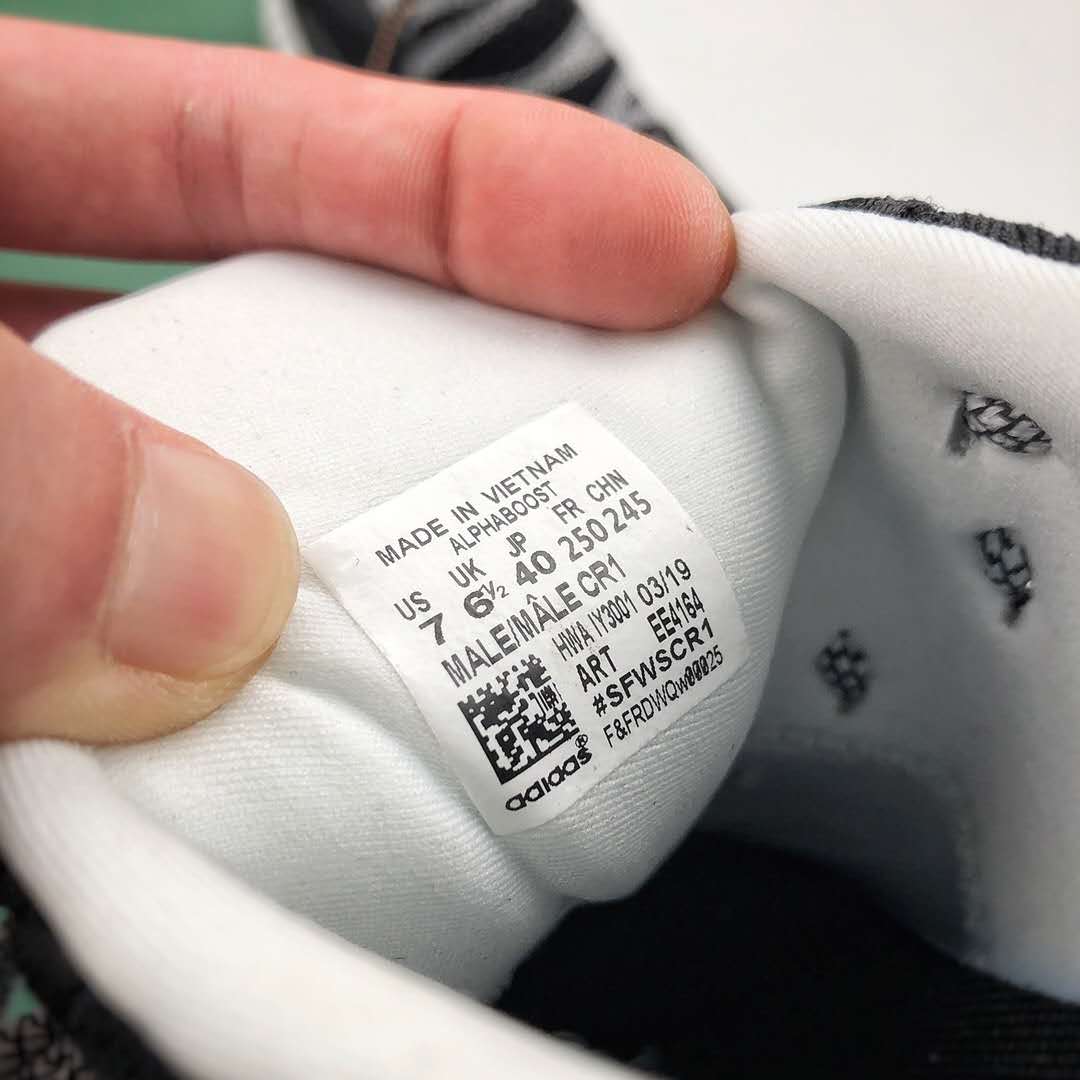 MADE IN VIETNAM
ALPHABOOST
US UK JP FR CHN
7 6½ 40 250 245
MALE/MÂLE CR1
HWA IY3001 03/19
ART EE4164
#SFWSCR1
F&FRDWQw00025
adidas®